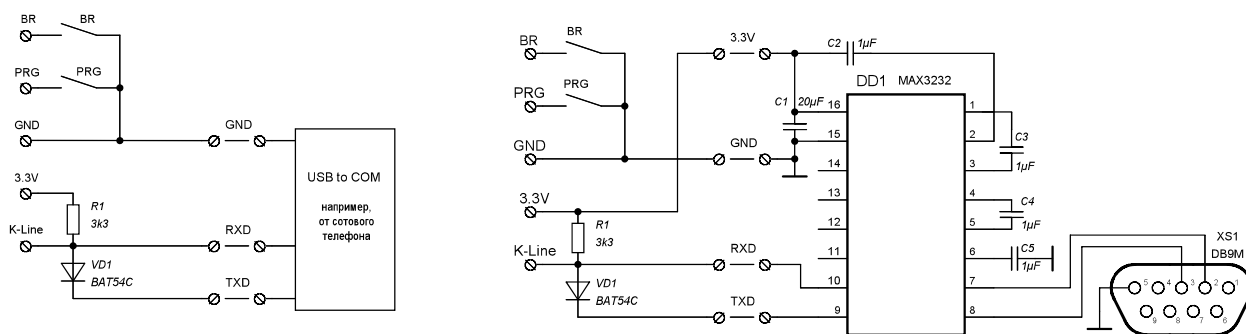 BR
BR
PRG
PRG
GND
GND
USB to COM
например,
от сотового
телефона
3.3V
R1
3k3
K-Line
RXD
VD1
BAT54C
TXD
BR
BR
PRG
PRG
GND
GND
3.3V
3.3V
R1
3k3
K-Line
RXD
VD1
BAT54C
TXD
C2
1µF
C1
20µF
DD1
MAX3232
16
15
14
13
12
11
10
9
1
2
3
4
5
6
7
8
C3
1µF
C4
1µF
C5
1µF
XS1
DB9M
5
4
3
2
1
9
8
7
6